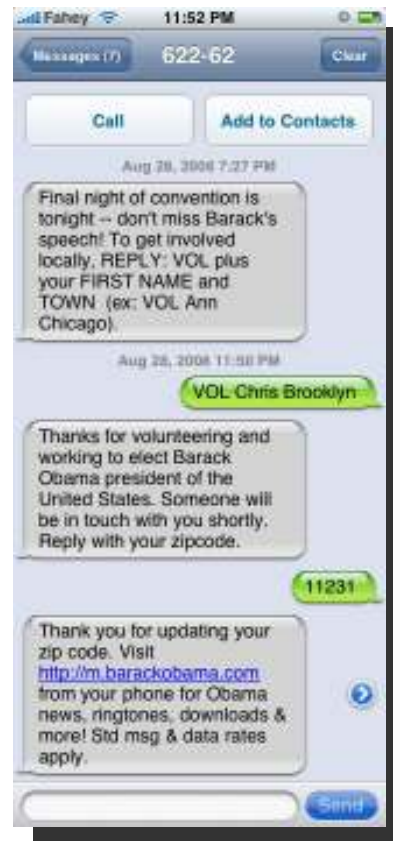 Fahey 11:52 PM
Messages (7) 622-62 Clear
Call Add to Contacts
Aug 28, 2008 7:27 PM
Final night of convention is
tonight -- don't miss Barack's
speech! To get involved
locally, REPLY: VOL plus
your FIRST NAME and
TOWN (ex: VOL Ann
Chicago).
Aug 28, 2008 11:50 PM
VOL Chris Brooklyn
Thanks for volunteering and
working to elect Barack
Obama president of the
United States. Someone will
be in touch with you shortly.
Reply with your zipcode.
11231
Thank you for updating your
zip code. Visit
http://m.barackobama.com
from your phone for Obama
news, ringtones, downloads &
more! Std msg & data rates
apply.
Send